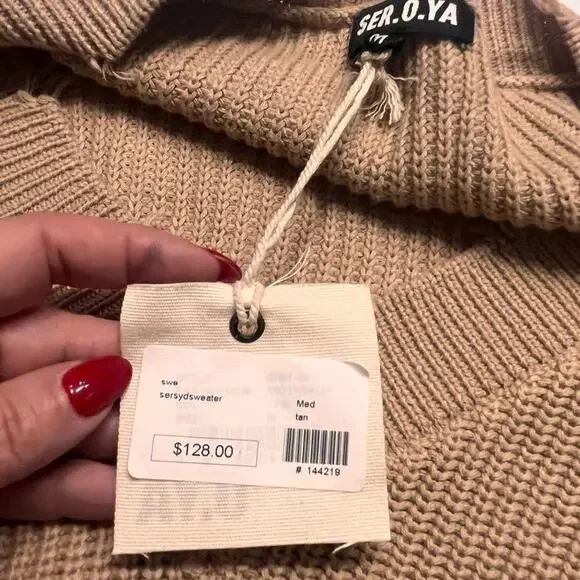 SER.O.YA
swe
sersydsweater
Med
tan
$128.00
# 144219